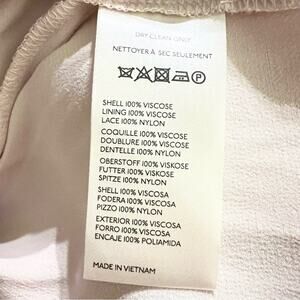 DRY CLEAN ONLY
NETTOYER À SEC SEULEMENT
P
SHELL 100% VISCOSE
LINING 100% VISCOSE
LACE 100% NYLON
COQUILLE 100% VISCOSE
DOUBLURE 100% VISCOSE
DENTELLE 100% NYLON
OBERSTOFF 100% VISKOSE
FUTTER 100% VISKOSE
SPITZE 100% NYLON
SHELL 100% VISCOSA
FODERA 100% VISCOSA
PIZZO 100% NYLON
EXTERIOR 100% VISCOSA
FORRO 100% VISCOSA
ENCAJE 100% POLIAMIDA
MADE IN VIETNAM